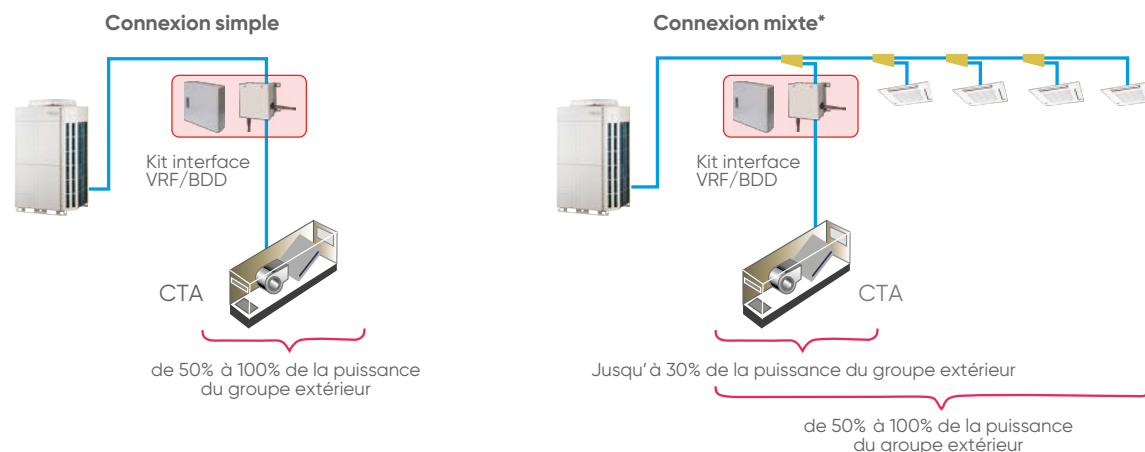 Connexion simple
Kit interface
VRF/BDD
CTA
de 50% à 100% de la puissance
du groupe extérieur
Connexion mixte*
Kit interface
VRF/BDD
CTA
Jusqu'à 30% de la puissance du groupe extérieur
de 50% à 100% de la puissance
du groupe extérieur